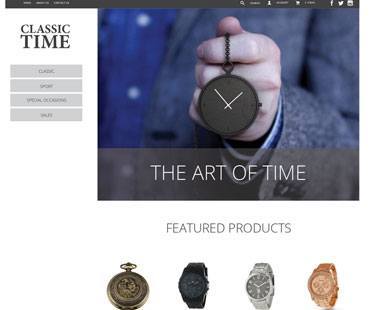 HOME ABOUT US CONTACT US
SEARCH ACCOUNT 0 ITEMS
CLASSIC
TIME
CLASSIC
SPORT
SPECIAL OCCASIONS
SALES
THE ART OF TIME
FEATURED PRODUCTS